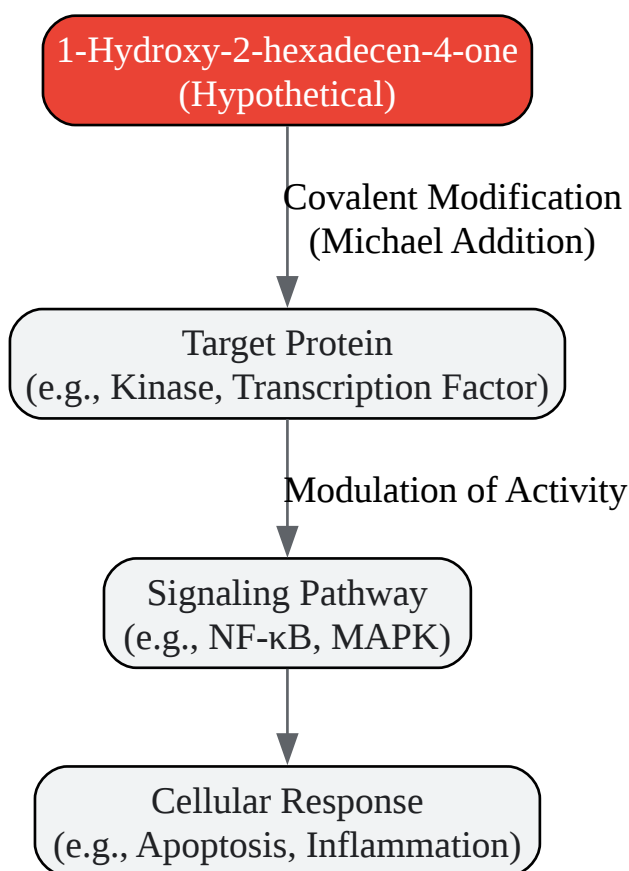 1-Hydroxy-2-hexadecen-4-one
(Hypothetical)
Covalent Modification
(Michael Addition)
Target Protein
(e.g., Kinase, Transcription Factor)
Modulation of Activity
Signaling Pathway
(e.g., NF-κB, MAPK)
Cellular Response
(e.g., Apoptosis, Inflammation)